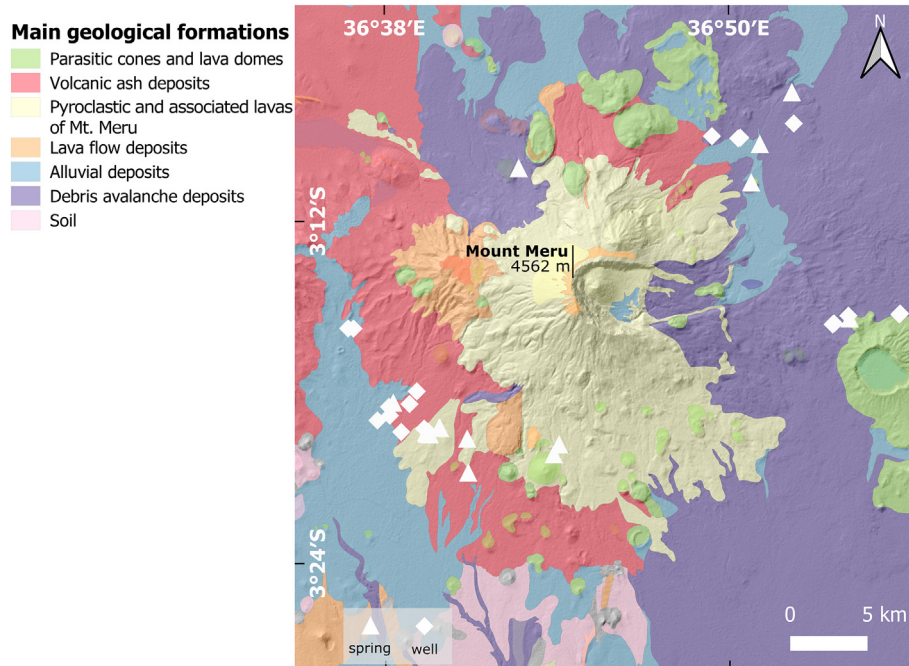 Main geological formations
Parasitic cones and lava domes
Volcanic ash deposits
Pyroclastic and associated lavas
of Mt. Meru
Lava flow deposits
Alluvial deposits
Debris avalanche deposits
Soil
36°38′E
36°50′E
N
3°12′S
Mount Meru
4562 m
3°24′S
spring
well
0
5 km